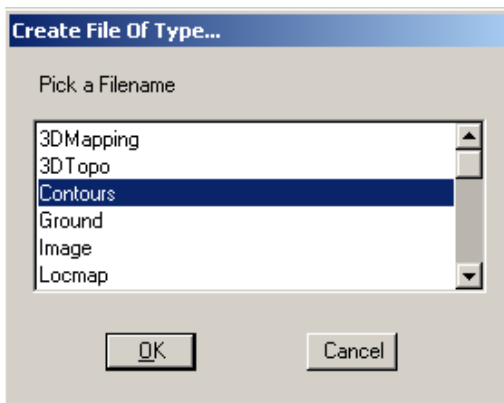 Create File Of Type...
Pick a Filename
3DMapping
3DTopo
Contours
Ground
Image
Locmap
OK
Cancel